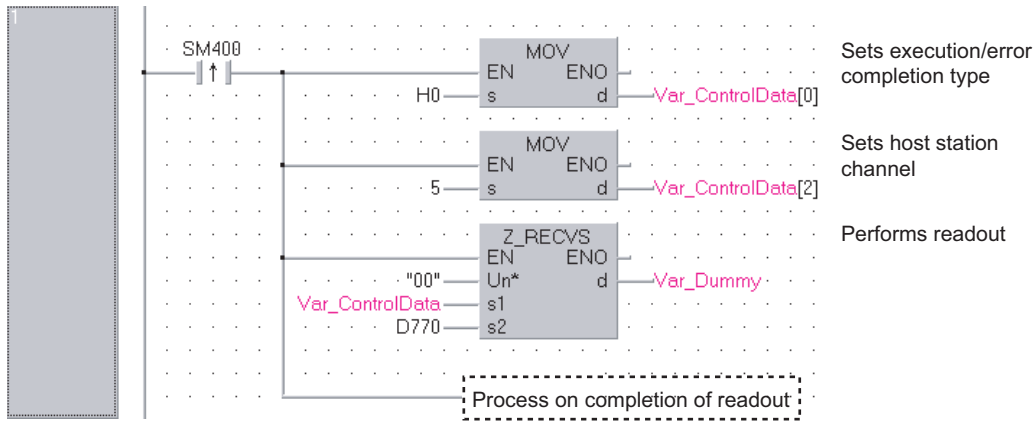 1
SM400
MOV
EN ENO
H0 s d Var_ControlData[0]
Sets execution/error
completion type
MOV
EN ENO
5 s d Var_ControlData[2]
Sets host station
channel
Z_RECVS
EN ENO
"00" Un* d Var_Dummy
Var_ControlData s1
D770 s2
Performs readout
Process on completion of readout